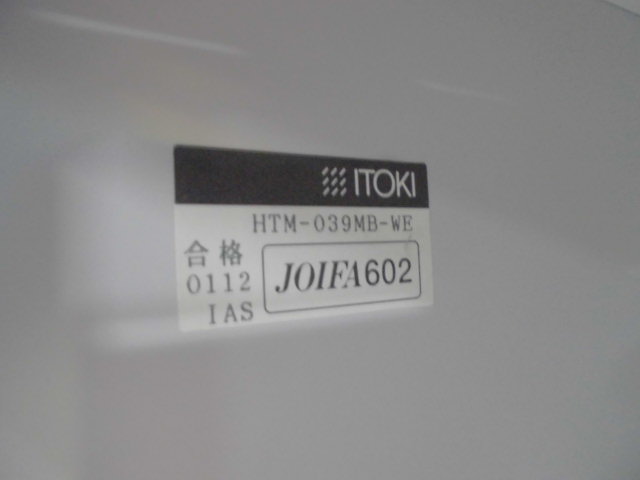 ITOKI
HTM-039MB-WE
合格
0112
IAS
JOIFA602